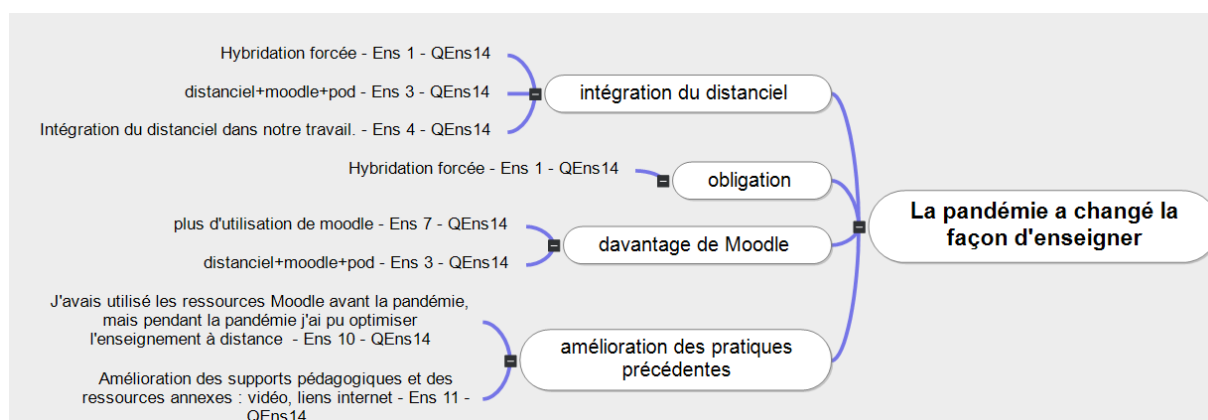 Hybridation forcée - Ens 1 - QEns14
distanciel+moodle+pod - Ens 3 - QEns14
Intégration du distanciel dans notre travail. - Ens 4 - QEns14
intégration du distanciel
Hybridation forcée - Ens 1 - QEns14
obligation
plus d'utilisation de moodle - Ens 7 - QEns14
distanciel+moodle+pod - Ens 3 - QEns14
davantage de Moodle
J'avais utilisé les ressources Moodle avant la pandémie,
mais pendant la pandémie j'ai pu optimiser
l'enseignement à distance - Ens 10 - QEns14
Amélioration des supports pédagogiques et des
ressources annexes : vidéo, liens internet - Ens 11 -
QEns14
amélioration des pratiques
précédentes
La pandémie a changé la
façon d'enseigner